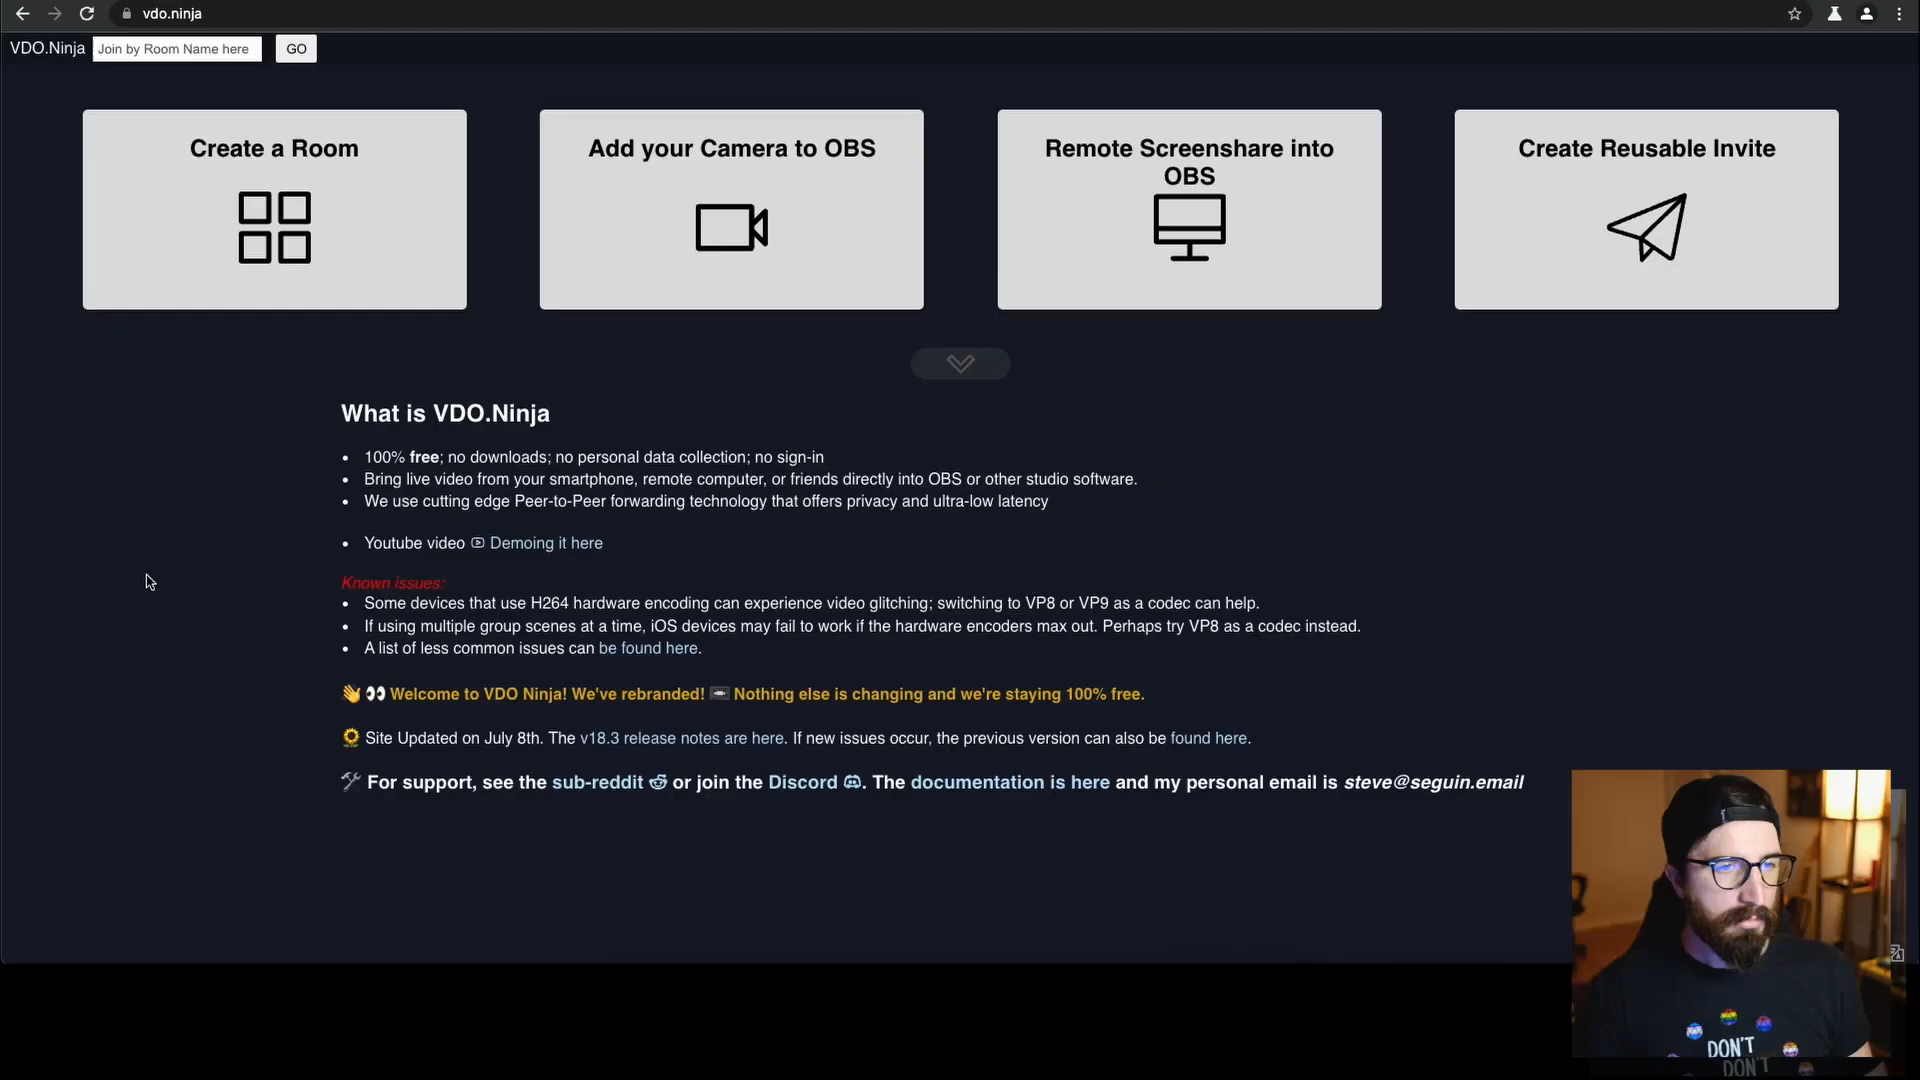 vdo.ninja
VDO.Ninja Join by Room Name here GO
Create a Room
Add your Camera to OBS
Remote Screenshare into
OBS
Create Reusable Invite
What is VDO.Ninja
• 100% free; no downloads; no personal data collection; no sign-in
• Bring live video from your smartphone, remote computer, or friends directly into OBS or other studio software.
• We use cutting edge Peer-to-Peer forwarding technology that offers privacy and ultra-low latency
• Youtube video Demoing it here
Known issues:
• Some devices that use H264 hardware encoding can experience video glitching; switching to VP8 or VP9 as a codec can help.
• If using multiple group scenes at a time, iOS devices may fail to work if the hardware encoders max out. Perhaps try VP8 as a codec instead.
• A list of less common issues can be found here.
👋 👀 Welcome to VDO Ninja! We've rebranded! Nothing else is changing and we're staying 100% free.
🌻 Site Updated on July 8th. The v18.3 release notes are here. If new issues occur, the previous version can also be found here.
🛠 For support, see the sub-reddit or join the Discord. The documentation is here and my personal email is steve@seguin.email
DON'T
DON'T